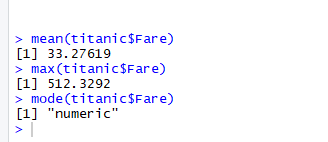 > mean(titanic$Fare)
[1] 33.27619
> max(titanic$Fare)
[1] 512.3292
> mode(titanic$Fare)
[1] "numeric"
>